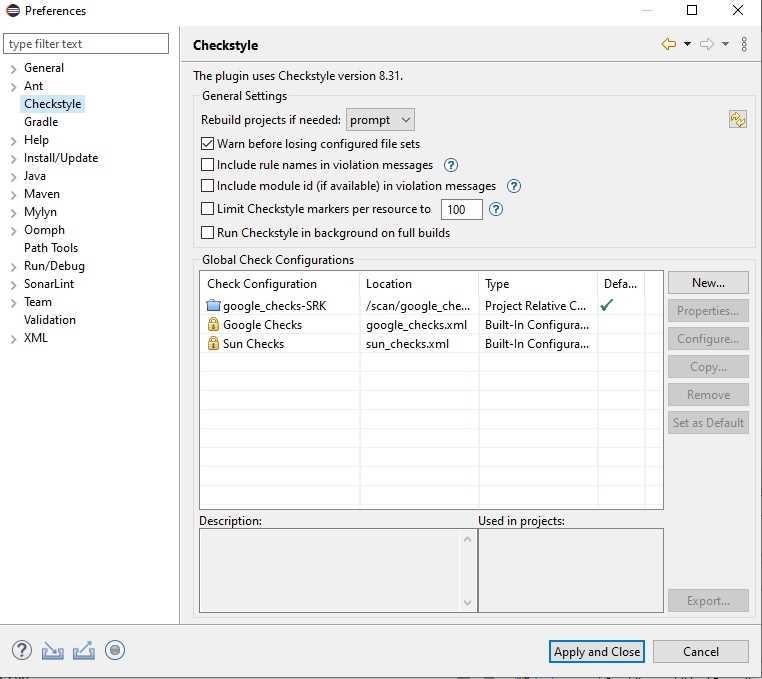 Preferences
type filter text
General
Ant
Checkstyle
Gradle
Help
Install/Update
Java
Maven
Mylyn
Oomph
Path Tools
Run/Debug
SonarLint
Team
Validation
XML
Checkstyle
The plugin uses Checkstyle version 8.31.
General Settings
Rebuild projects if needed: prompt
Warn before losing configured file sets
Include rule names in violation messages ?
Include module id (if available) in violation messages ?
Limit Checkstyle markers per resource to 100 ?
Run Checkstyle in background on full builds
Global Check Configurations
Check Configuration Location Type Defa...
google_checks-SRK /scan/google_che... Project Relative C...
Google Checks google_checks.xml Built-In Configura...
Sun Checks sun_checks.xml Built-In Configura...
New...
Properties...
Configure...
Copy...
Remove
Set as Default
Description: Used in projects:
Export...
? Apply and Close Cancel